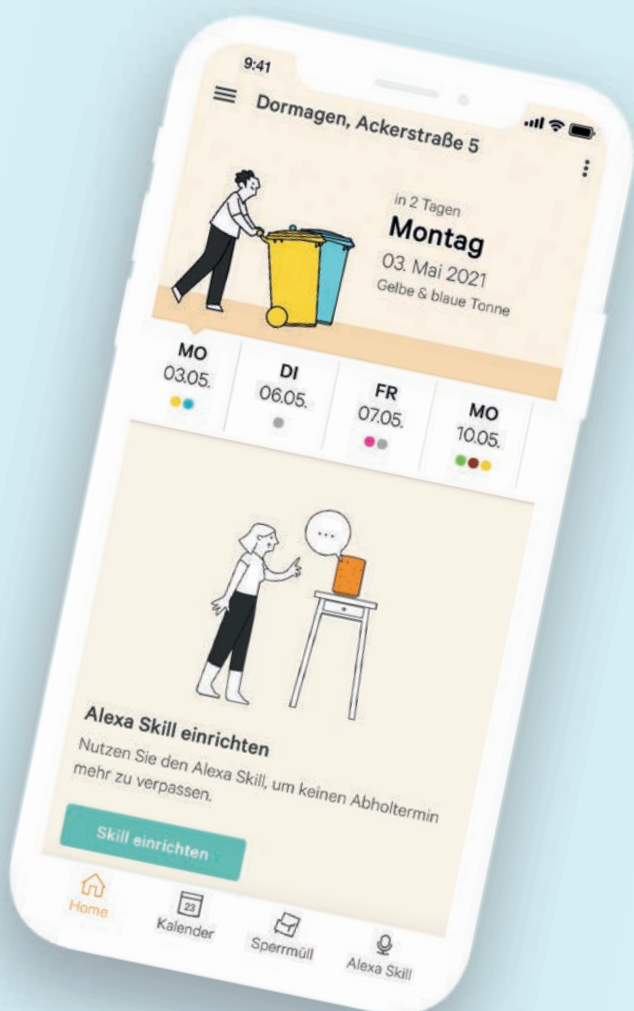 9:41
Dormagen, Ackerstraße 5
in 2 Tagen
Montag
03. Mai 2021
Gelbe & blaue Tonne
MO
03.05.
DI
06.05.
FR
07.05.
MO
10.05.
...
Alexa Skill einrichten
Nutzen Sie den Alexa Skill, um keinen Abholtermin
mehr zu verpassen.
Skill einrichten
Home
23
Kalender
Sperrmüll
Alexa Skill